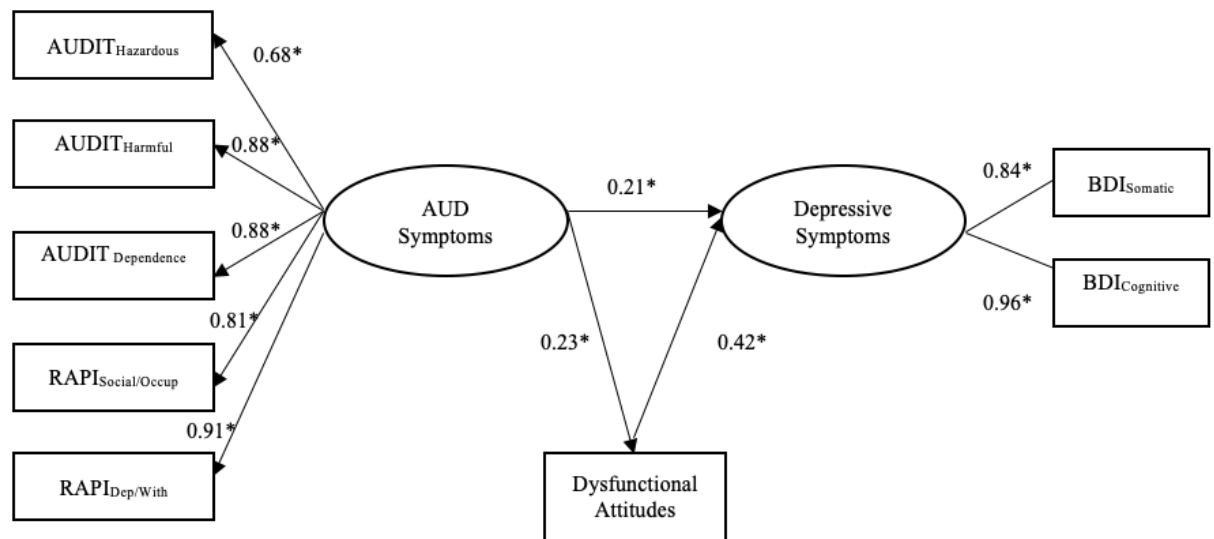 AUDITHazardous
0.68*
AUDITHarmful
0.88*
AUDIT Dependence
0.88*
RAPISocial/Occup
0.81*
RAPIDep/With
0.91*
AUD
Symptoms
0.21*
0.23*
Dysfunctional
Attitudes
0.42*
Depressive
Symptoms
0.84*
BDISomatic
0.96*
BDICognitive